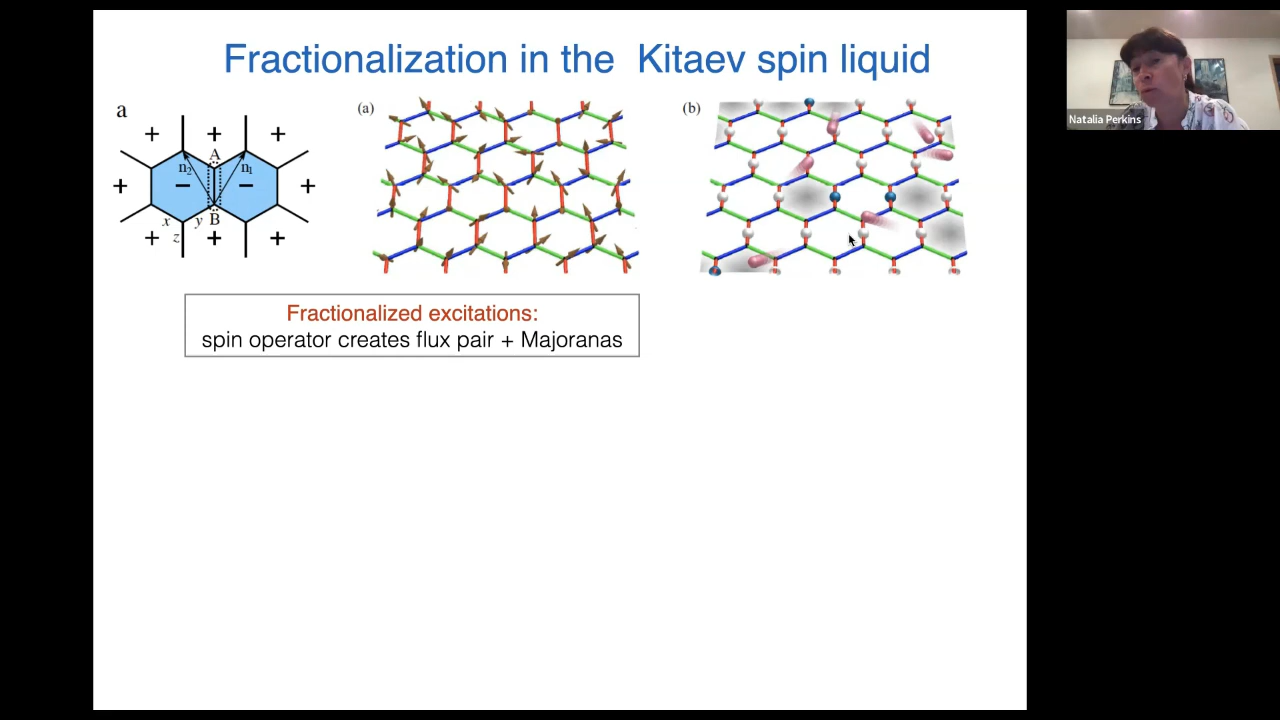 Fractionalization in the Kitaev spin liquid
a
(a)
(b)
+ + +
A
n₂ n₁
+ − − +
x y B
z
+ + +
Fractionalized excitations:
spin operator creates flux pair + Majoranas
Natalia Perkins